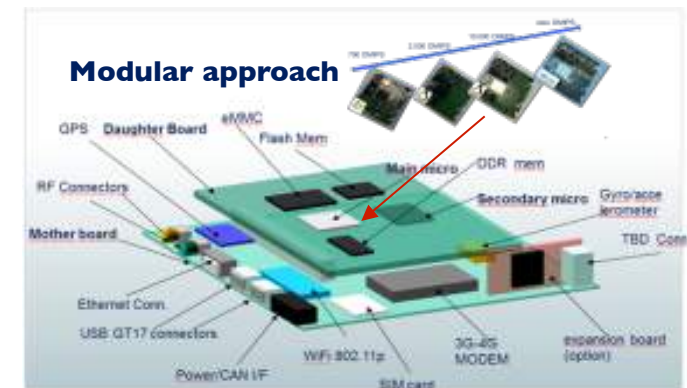 Modular approach
GPS
Daughter Board
eMMC
Flash Mem
Main micro
DDR mem
RF Connectors
Secondary micro
Gyro/acce
lerometer
Mother board
TBD Conn
Ethernet Conn.
USB GT17 connectors
WiFi 802.11p
3G-4G
MODEM
expansion board
(option)
Power/CAN I/F
SIM card